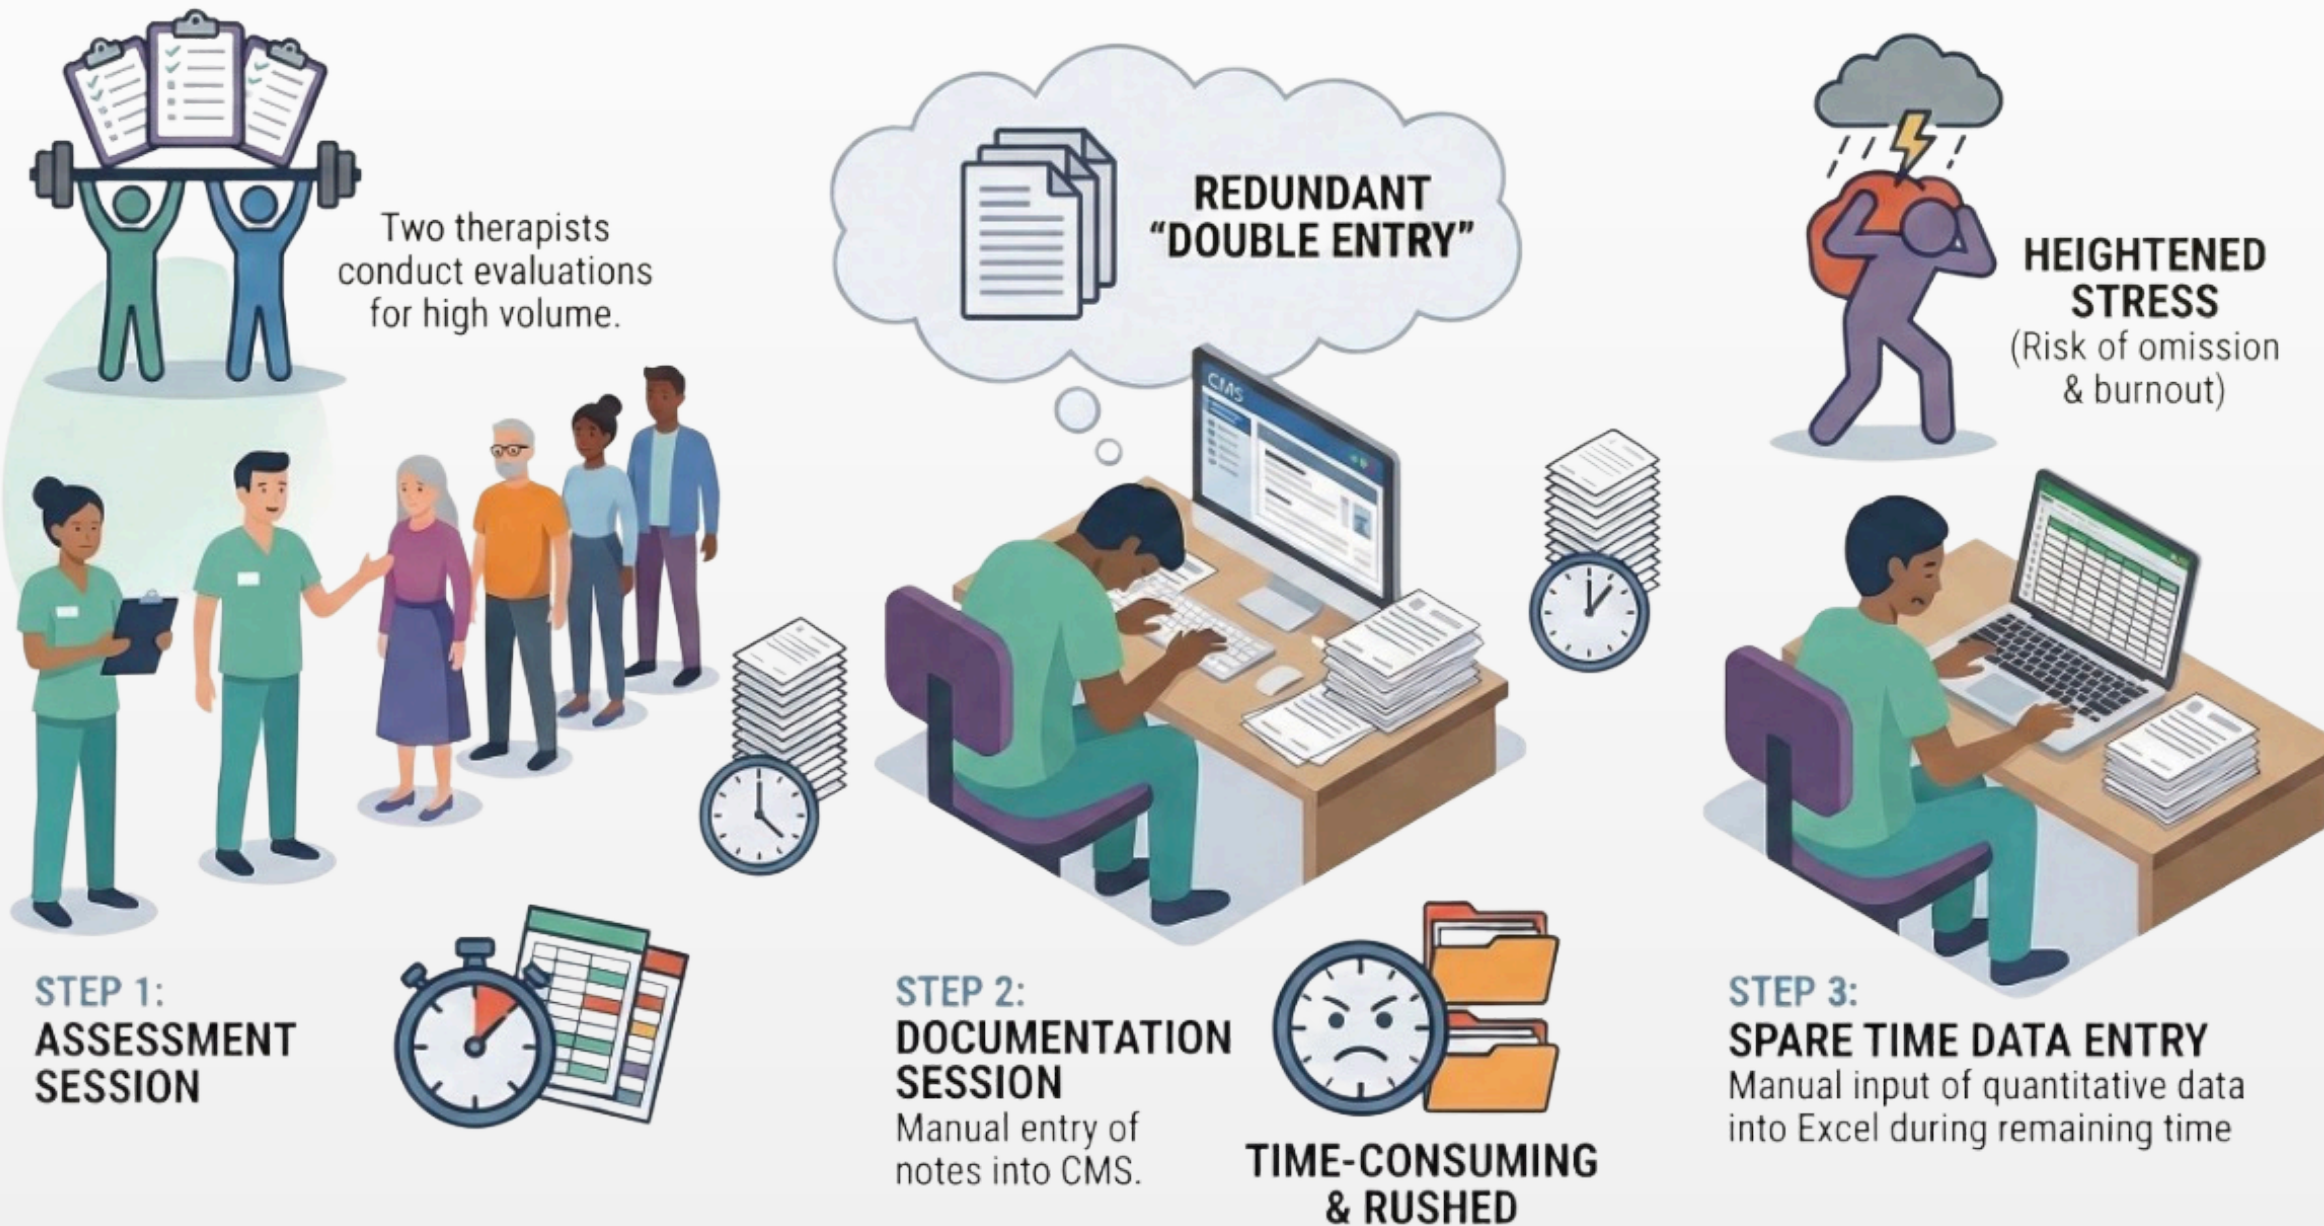 Two therapists
conduct evaluations
for high volume.
STEP 1:
ASSESSMENT
SESSION
REDUNDANT
“DOUBLE ENTRY”
CMS
STEP 2:
DOCUMENTATION
SESSION
Manual entry of
notes into CMS.
TIME-CONSUMING
& RUSHED
HEIGHTENED
STRESS
(Risk of omission
& burnout)
STEP 3:
SPARE TIME DATA ENTRY
Manual input of quantitative data
into Excel during remaining time